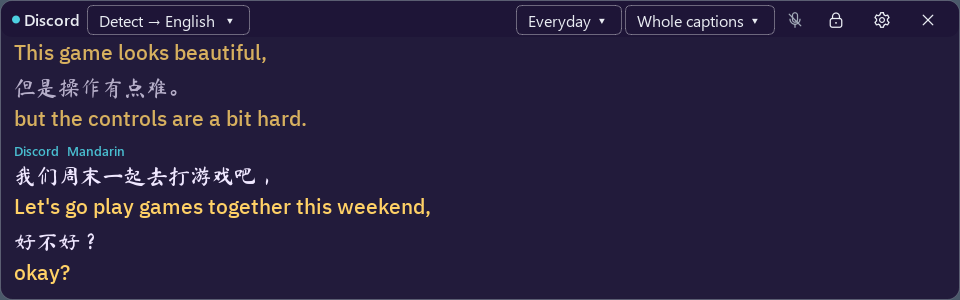 Discord Detect → English Everyday Whole captions
This game looks beautiful,
但是操作有点难。
but the controls are a bit hard.
Discord Mandarin
我们周末一起去打游戏吧，
Let's go play games together this weekend,
好不好？
okay?